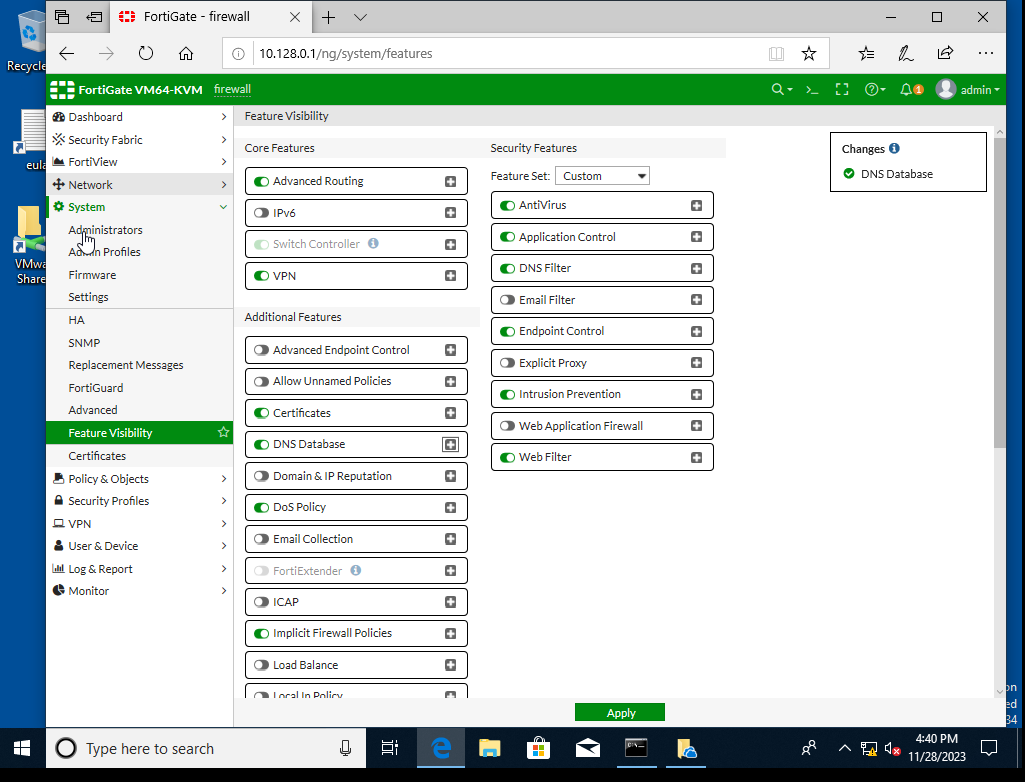 Recycle
eula
VMwa
Share
FortiGate - firewall
10.128.0.1/ng/system/features
FortiGate VM64-KVM
firewall
1
admin
Dashboard
Security Fabric
FortiView
Network
System
Administrators
Admin Profiles
Firmware
Settings
HA
SNMP
Replacement Messages
FortiGuard
Advanced
Feature Visibility
Certificates
Policy & Objects
Security Profiles
VPN
User & Device
Log & Report
Monitor
Feature Visibility
Core Features
Advanced Routing
IPv6
Switch Controller
VPN
Additional Features
Advanced Endpoint Control
Allow Unnamed Policies
Certificates
DNS Database
Domain & IP Reputation
DoS Policy
Email Collection
FortiExtender
ICAP
Implicit Firewall Policies
Load Balance
Local In Policy
Security Features
Feature Set: Custom
AntiVirus
Application Control
DNS Filter
Email Filter
Endpoint Control
Explicit Proxy
Intrusion Prevention
Web Application Firewall
Web Filter
Changes
DNS Database
Apply
on
ed
34
Type here to search
4:40 PM
11/28/2023